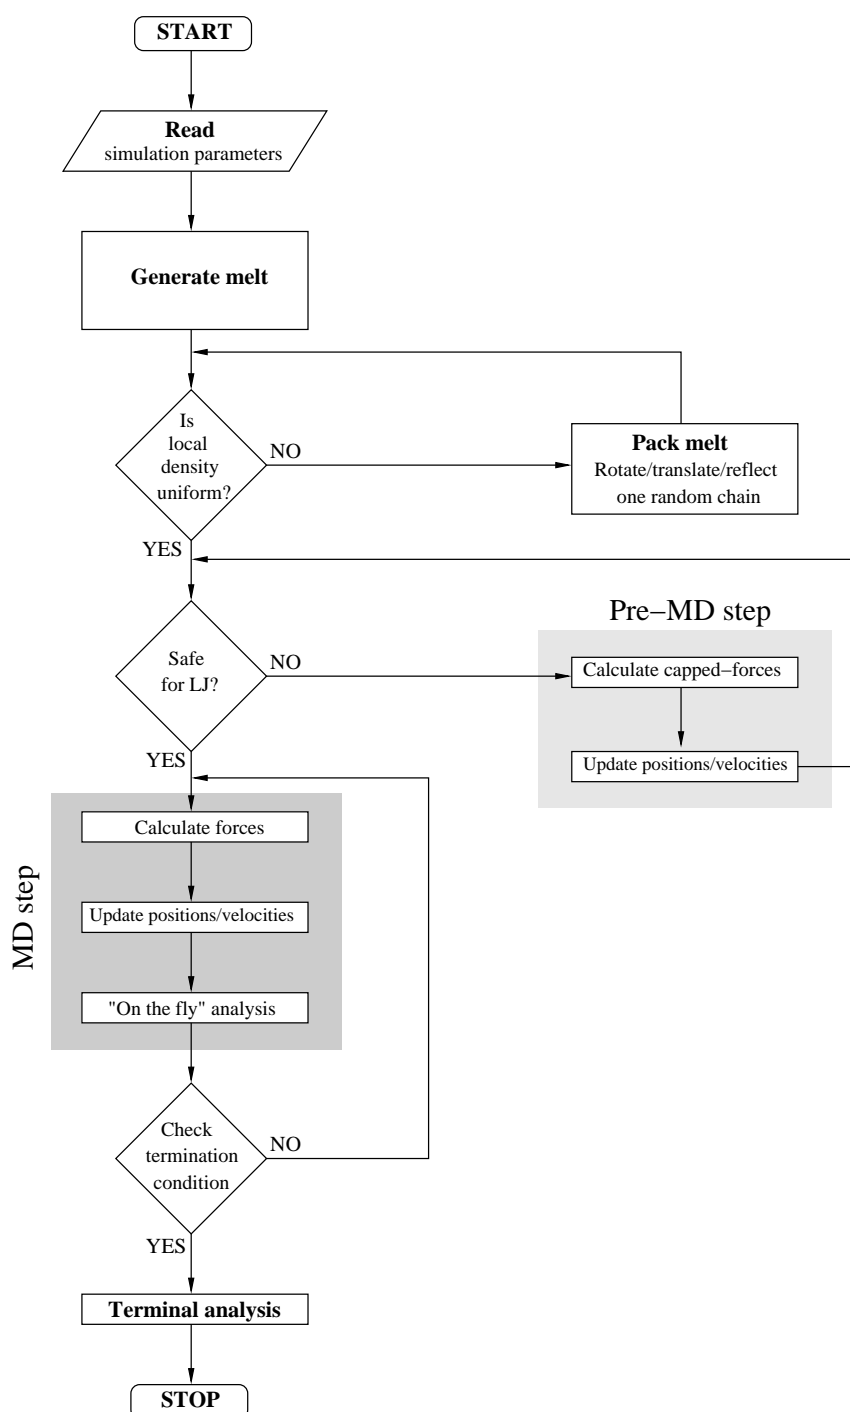 START
Read
simulation parameters
Generate melt
Is
local
density
uniform?
NO
Pack melt
Rotate/translate/reflect
one random chain
YES
Pre–MD step
Safe
for LJ?
NO
Calculate capped–forces
Update positions/velocities
YES
MD step
Calculate forces
Update positions/velocities
"On the fly" analysis
Check
termination
condition
NO
YES
Terminal analysis
STOP